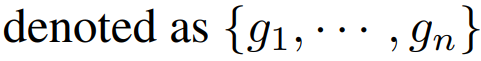 denoted as {g₁, ⋯ , gₙ}